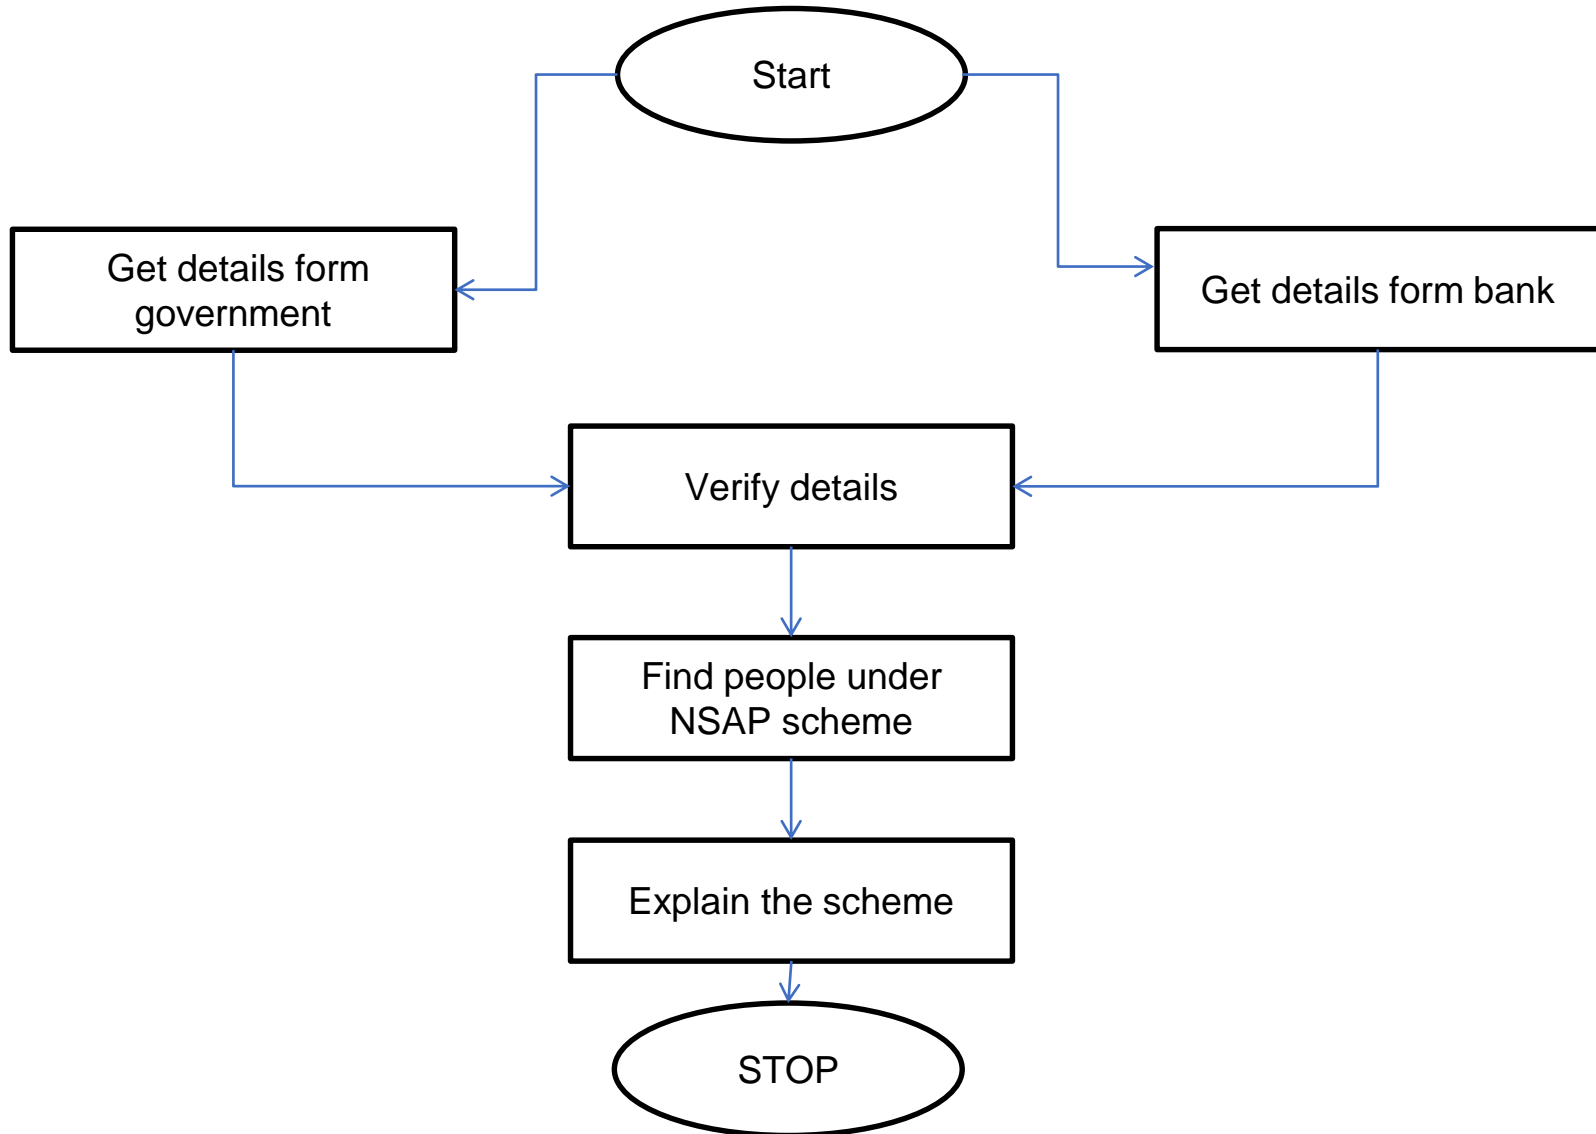 Start
Get details form
government
Get details form bank
Verify details
Find people under
NSAP scheme
Explain the scheme
STOP